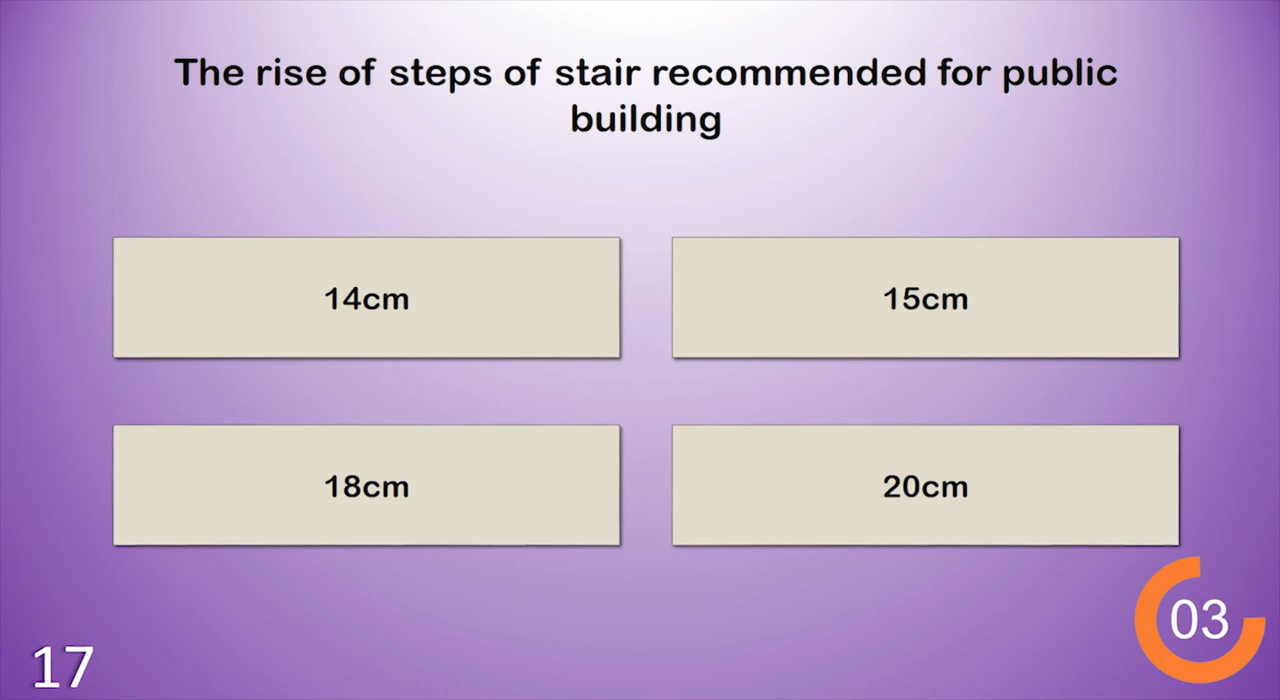 The rise of steps of stair recommended for public
building
14cm
15cm
18cm
20cm
03
17